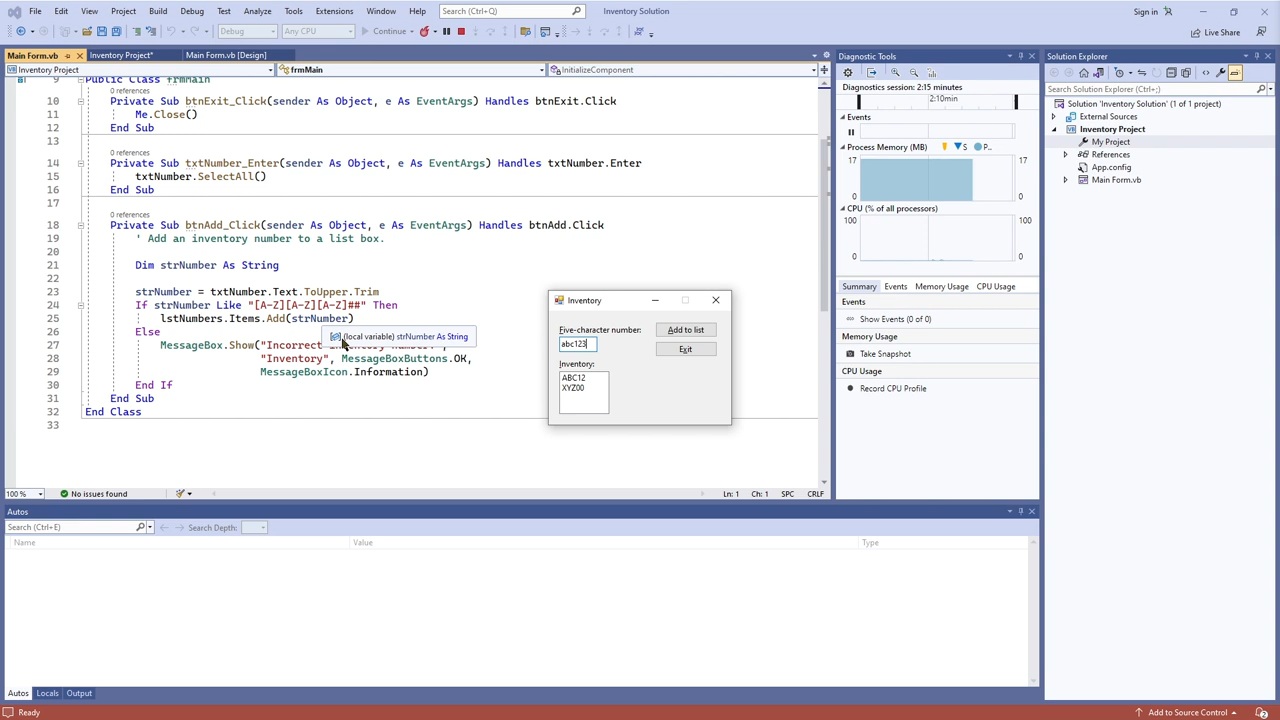 File Edit View Project Build Debug Test Analyze Tools Extensions Window Help Search (Ctrl+Q) Inventory Solution Sign in
Debug Any CPU Continue Live Share
Main Form.vb Inventory Project* Main Form.vb [Design]
Inventory Project frmMain InitializeComponent
9 Public Class frmMain
0 references
10 Private Sub btnExit_Click(sender As Object, e As EventArgs) Handles btnExit.Click
11 Me.Close()
12 End Sub
13
0 references
14 Private Sub txtNumber_Enter(sender As Object, e As EventArgs) Handles txtNumber.Enter
15 txtNumber.SelectAll()
16 End Sub
17
0 references
18 Private Sub btnAdd_Click(sender As Object, e As EventArgs) Handles btnAdd.Click
19 ' Add an inventory number to a list box.
20
21 Dim strNumber As String
22
23 strNumber = txtNumber.Text.ToUpper.Trim
24 If strNumber Like "[A-Z][A-Z][A-Z]##" Then
25 lstNumbers.Items.Add(strNumber)
26 Else
(local variable) strNumber As String
27 MessageBox.Show("Incorrect
28 "Inventory", MessageBoxButtons.OK,
29 MessageBoxIcon.Information)
30 End If
31 End Sub
32 End Class
33
100 % No issues found Ln: 1 Ch: 1 SPC CRLF
Inventory
Five-character number:
Add to list
abc123
Exit
Inventory:
ABC12
XYZ00
Diagnostic Tools
Diagnostics session: 2:15 minutes
2:10min
Events
Process Memory (MB) S P...
17 17
0 0
CPU (% of all processors)
100 100
0 0
Summary Events Memory Usage CPU Usage
Events
Show Events (0 of 0)
Memory Usage
Take Snapshot
CPU Usage
Record CPU Profile
Solution Explorer
Search Solution Explorer (Ctrl+;)
Solution 'Inventory Solution' (1 of 1 project)
External Sources
Inventory Project
My Project
References
App.config
Main Form.vb
Autos
Search (Ctrl+E) Search Depth:
Name Value Type
Autos Locals Output
Ready Add to Source Control 2